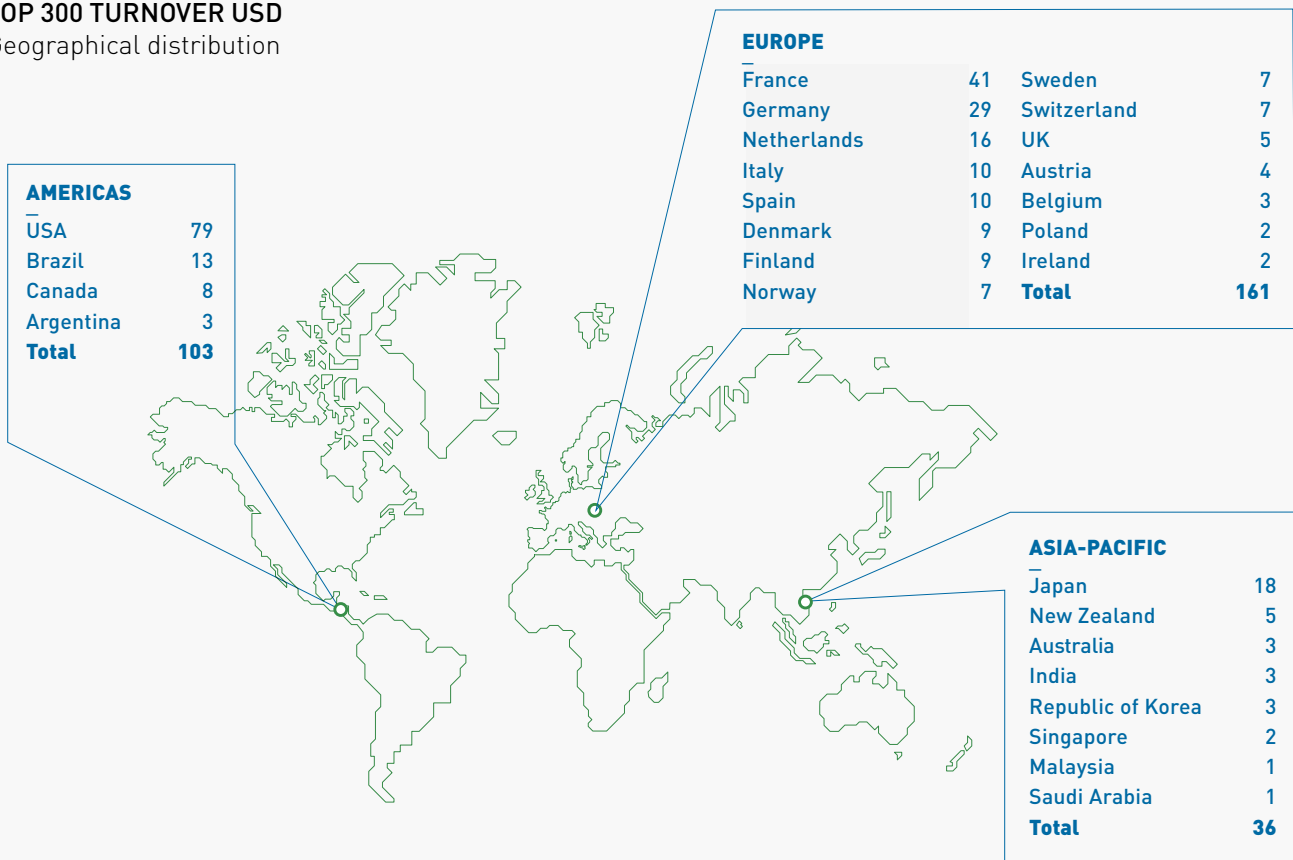 OP 300 TURNOVER USD
eographical distribution
AMERICAS
USA 79
Brazil 13
Canada 8
Argentina 3
Total 103
EUROPE
France 41 Sweden 7
Germany 29 Switzerland 7
Netherlands 16 UK 5
Italy 10 Austria 4
Spain 10 Belgium 3
Denmark 9 Poland 2
Finland 9 Ireland 2
Norway 7 Total 161
ASIA-PACIFIC
Japan 18
New Zealand 5
Australia 3
India 3
Republic of Korea 3
Singapore 2
Malaysia 1
Saudi Arabia 1
Total 36